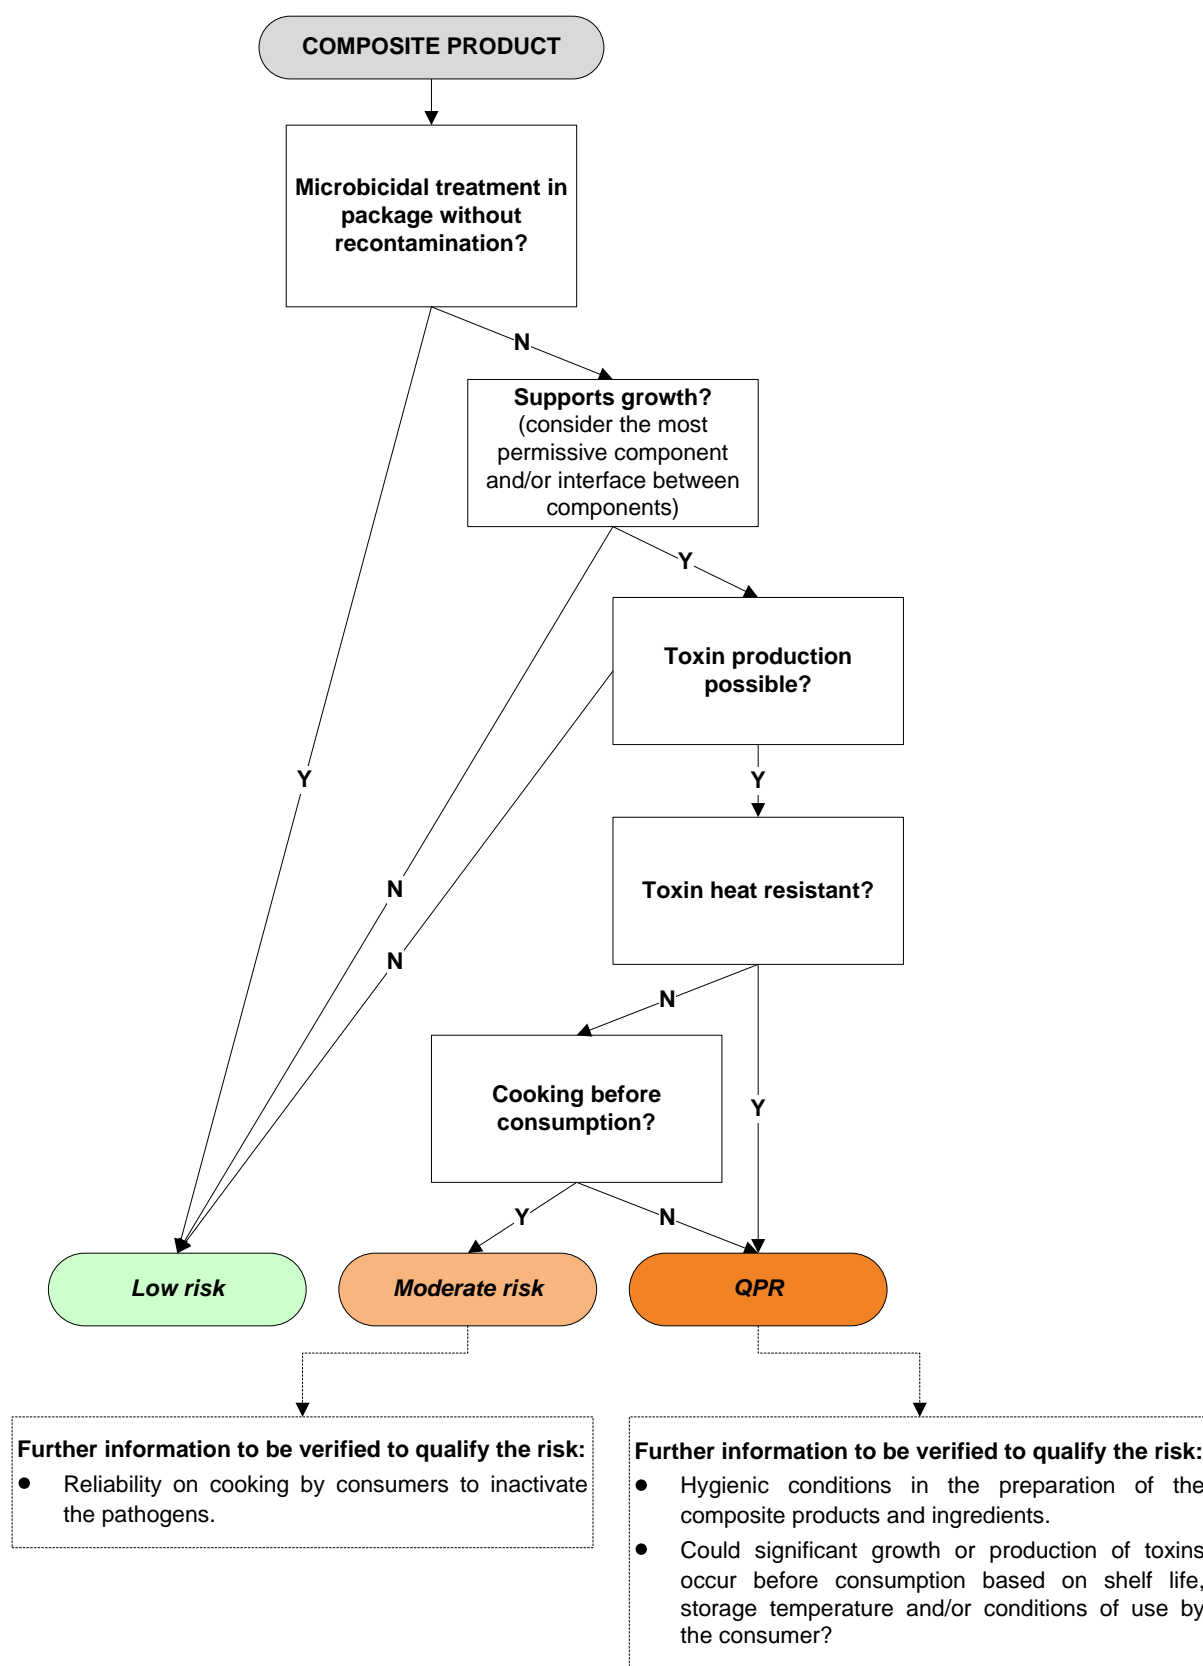 COMPOSITE PRODUCT
Microbicidal treatment in
package without
recontamination?
N
Supports growth?
(consider the most
permissive component
and/or interface between
components)
Y
Toxin production
possible?
Y
Y
Toxin heat resistant?
N
N
N
Cooking before
consumption?
Y
Y
N
Low risk
Moderate risk
QPR
Further information to be verified to qualify the risk:
● Reliability on cooking by consumers to inactivate
the pathogens.
Further information to be verified to qualify the risk:
● Hygienic conditions in the preparation of the
composite products and ingredients.
● Could significant growth or production of toxins
occur before consumption based on shelf life,
storage temperature and/or conditions of use by
the consumer?